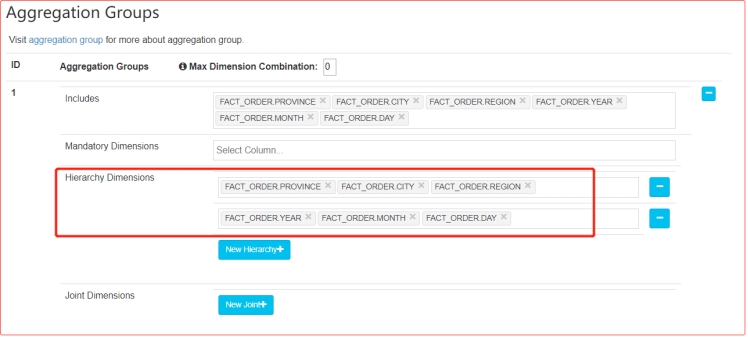 Aggregation Groups
Visit aggregation group for more about aggregation group.
ID Aggregation Groups Max Dimension Combination: 0
1 Includes FACT_ORDER.PROVINCE × FACT_ORDER.CITY × FACT_ORDER.REGION × FACT_ORDER.YEAR ×
FACT_ORDER.MONTH × FACT_ORDER.DAY ×
Mandatory Dimensions Select Column...
Hierarchy Dimensions
FACT_ORDER.PROVINCE × FACT_ORDER.CITY × FACT_ORDER.REGION ×
FACT_ORDER.YEAR × FACT_ORDER.MONTH × FACT_ORDER.DAY ×
New Hierarchy+
Joint Dimensions
New Joint+